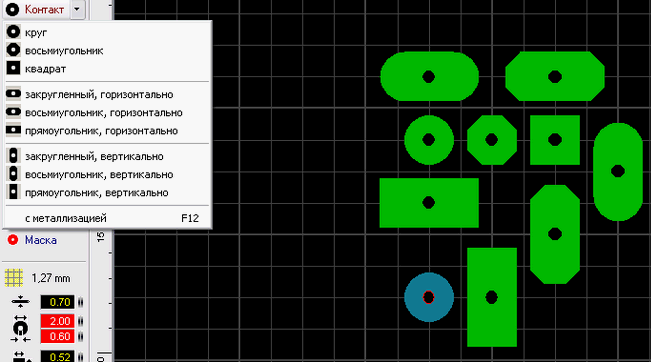 Контакт
круг
восьмиугольник
квадрат
закругленный, горизонтально
восьмиугольник, горизонтально
прямоугольник, горизонтально
закругленный, вертикально
восьмиугольник, вертикально
прямоугольник, вертикально
с металлизацией F12
Маска
1,27 mm
0.70
2.00
0.60
0.52
15